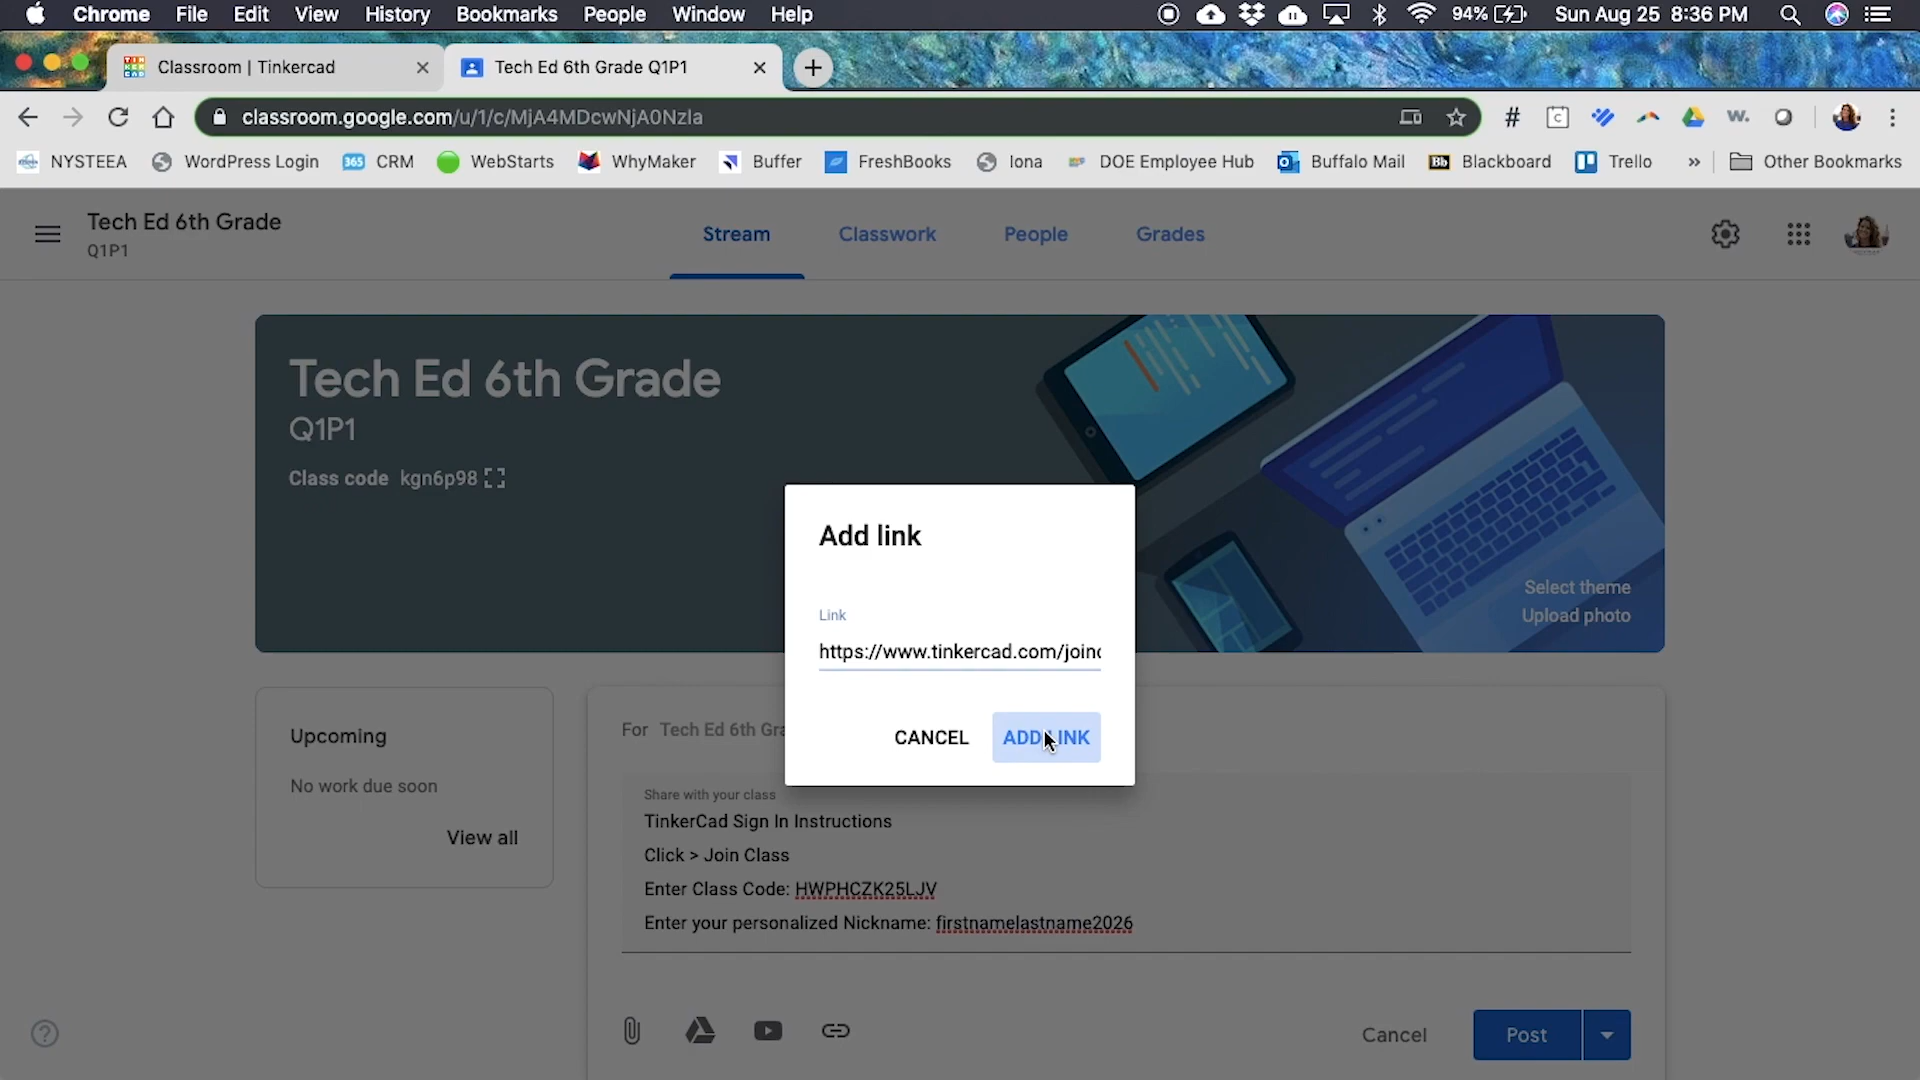 Chrome File Edit View History Bookmarks People Window Help 94% Sun Aug 25 8:36 PM
Classroom | Tinkercad Tech Ed 6th Grade Q1P1
classroom.google.com/u/1/c/MjA4MDcwNjA0NzIa
NYSTEEA WordPress Login 365 CRM WebStarts WhyMaker Buffer FreshBooks Iona DOE Employee Hub Buffalo Mail Bb Blackboard Trello » Other Bookmarks
Tech Ed 6th Grade
Q1P1
Stream Classwork People Grades
Tech Ed 6th Grade
Q1P1
Class code kgn6p98
Select theme
Upload photo
Add link
Link
https://www.tinkercad.com/joinc
CANCEL ADD LINK
Upcoming
No work due soon
View all
For Tech Ed 6th Gra
Share with your class
TinkerCad Sign In Instructions
Click > Join Class
Enter Class Code: HWPHCZK25LJV
Enter your personalized Nickname: firstnamelastname2026
Cancel Post